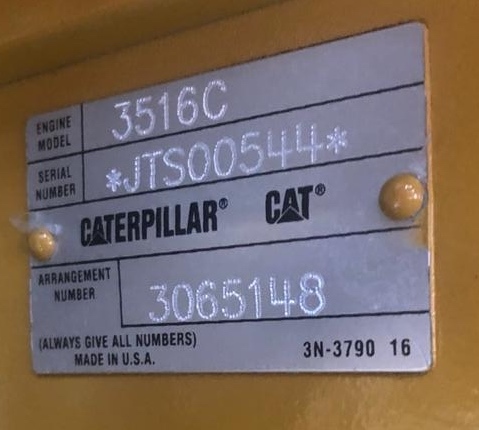 ENGINE MODEL 3516C
SERIAL NUMBER *JTS00544*
CATERPILLAR® CAT®
ARRANGEMENT NUMBER 3065148
(ALWAYS GIVE ALL NUMBERS)
MADE IN U.S.A. 3N-3790 16